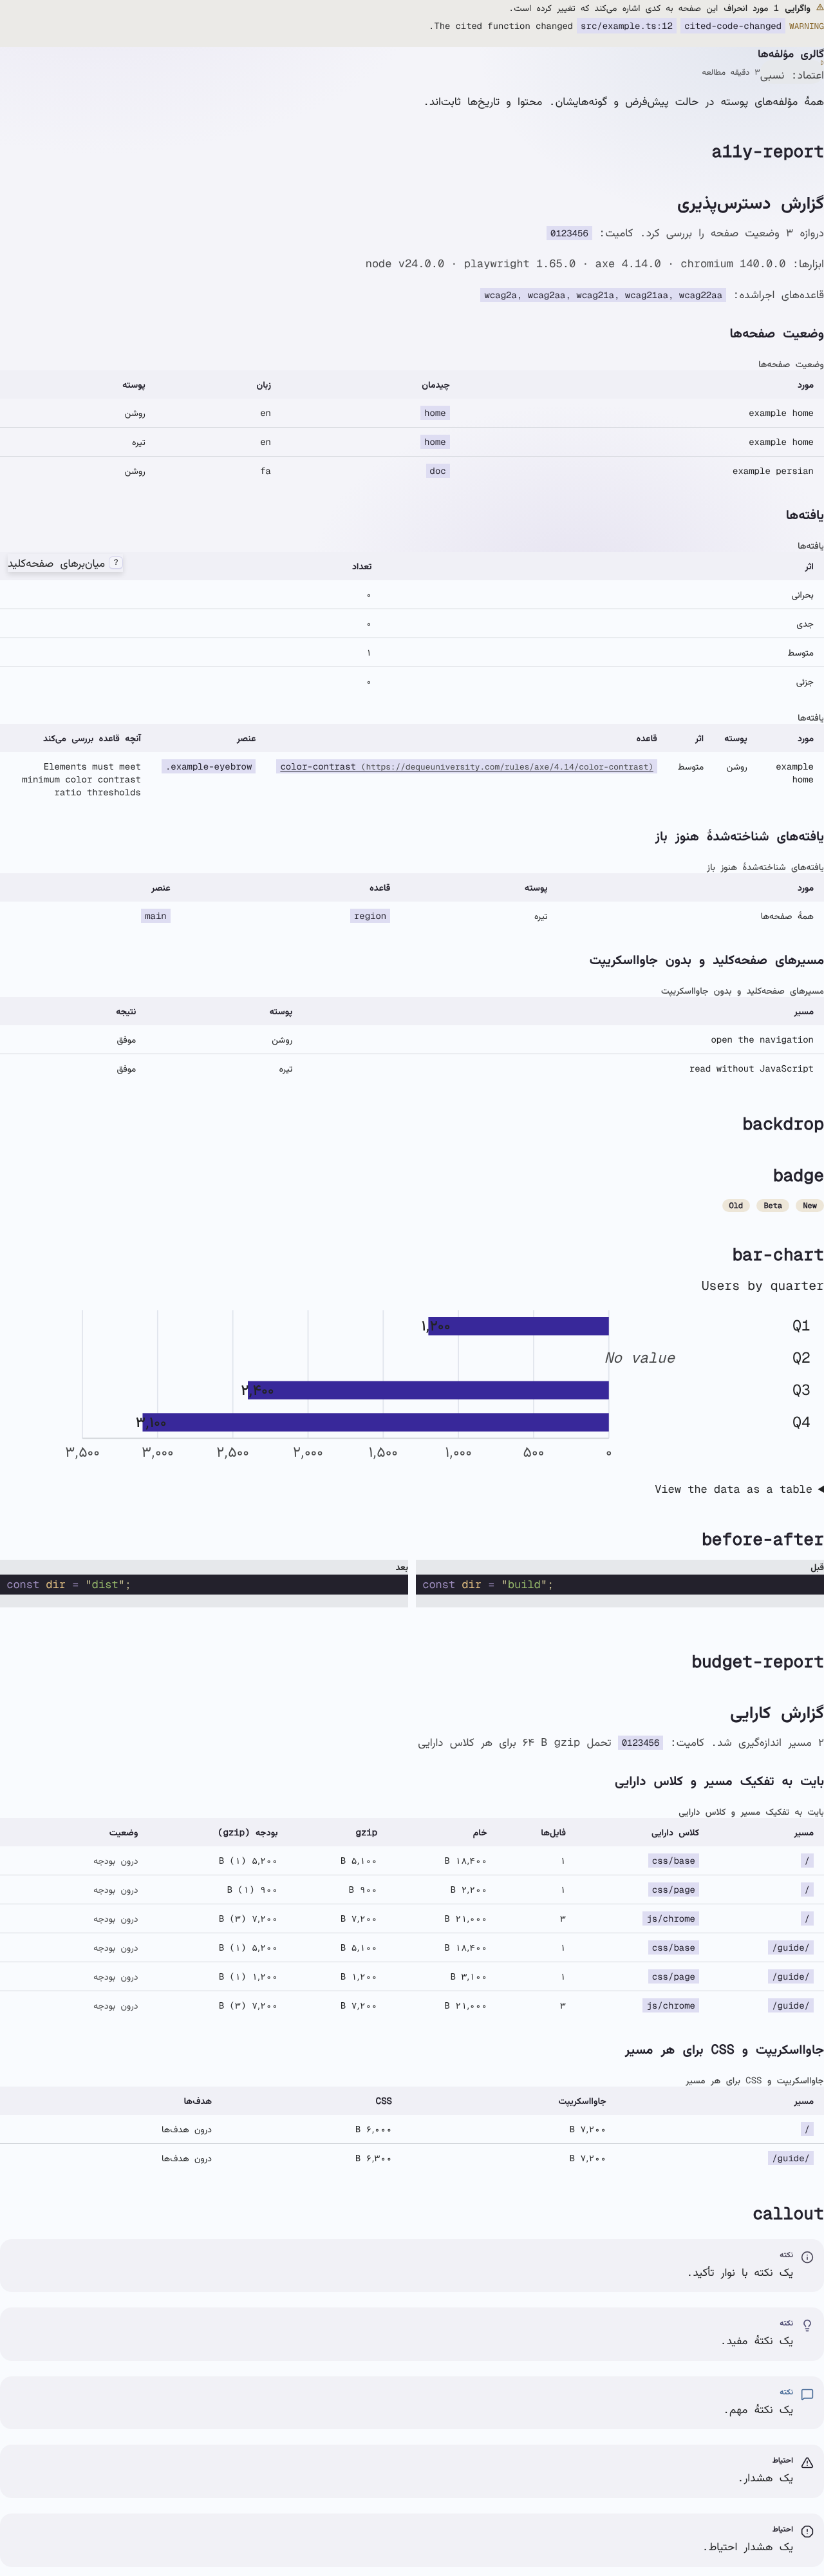 ⚠ واگرایی 1 مورد انحراف این صفحه به کدی اشاره می‌کند که تغییر کرده است.
WARNING cited-code-changed src/example.ts:12 The cited function changed.
گالری مؤلفه‌ها
اعتماد: نسبی ۳ دقیقه مطالعه
همهٔ مؤلفه‌های پوسته در حالت پیش‌فرض و گونه‌هایشان. محتوا و تاریخ‌ها ثابت‌اند.
a11y-report
گزارش دسترس‌پذیری
دروازه ۳ وضعیت صفحه را بررسی کرد. کامیت: 0123456
ابزارها: node v24.0.0 · playwright 1.65.0 · axe 4.14.0 · chromium 140.0.0
قاعده‌های اجراشده: wcag2a, wcag2aa, wcag21a, wcag21aa, wcag22aa
وضعیت صفحه‌ها
وضعیت صفحه‌ها
مورد چیدمان زبان پوسته
example home home en روشن
example home home en تیره
example persian doc fa روشن
یافته‌ها
یافته‌ها
? میان‌برهای صفحه‌کلید
اثر تعداد
بحرانی ۰
جدی ۰
متوسط ۱
جزئی ۰
یافته‌ها
مورد پوسته اثر قاعده عنصر آنچه قاعده بررسی می‌کند
example home روشن متوسط color-contrast (https://dequeuniversity.com/rules/axe/4.14/color-contrast) .example-eyebrow Elements must meet minimum color contrast ratio thresholds
یافته‌های شناخته‌شدهٔ هنوز باز
یافته‌های شناخته‌شدهٔ هنوز باز
مورد پوسته قاعده عنصر
همهٔ صفحه‌ها تیره region main
مسیرهای صفحه‌کلید و بدون جاوااسکریپت
مسیرهای صفحه‌کلید و بدون جاوااسکریپت
مسیر پوسته نتیجه
open the navigation روشن موفق
read without JavaScript تیره موفق
backdrop
badge
New Beta Old
bar-chart
Users by quarter
Q1 ۱٬۲۰۰
Q2 No value
Q3 ۲٬۴۰۰
Q4 ۳٬۱۰۰
۰ ۵۰۰ ۱٬۰۰۰ ۱٬۵۰۰ ۲٬۰۰۰ ۲٬۵۰۰ ۳٬۰۰۰ ۳٬۵۰۰
View the data as a table
before-after
قبل
const dir = "build";
بعد
const dir = "dist";
budget-report
گزارش کارایی
۲ مسیر اندازه‌گیری شد. کامیت: 0123456 تحمل ۶۴ B gzip برای هر کلاس دارایی
بایت به تفکیک مسیر و کلاس دارایی
بایت به تفکیک مسیر و کلاس دارایی
مسیر کلاس دارایی فایل‌ها خام gzip بودجه (gzip) وضعیت
/ css/base ۱ ۱۸٬۴۰۰ B ۵٬۱۰۰ B ۵٬۲۰۰ B (۱) درون بودجه
/ css/page ۱ ۲٬۲۰۰ B ۹۰۰ B ۹۰۰ B (۱) درون بودجه
/ js/chrome ۳ ۲۱٬۰۰۰ B ۷٬۲۰۰ B ۷٬۲۰۰ B (۳) درون بودجه
/guide/ css/base ۱ ۱۸٬۴۰۰ B ۵٬۱۰۰ B ۵٬۲۰۰ B (۱) درون بودجه
/guide/ css/page ۱ ۳٬۱۰۰ B ۱٬۲۰۰ B ۱٬۲۰۰ B (۱) درون بودجه
/guide/ js/chrome ۳ ۲۱٬۰۰۰ B ۷٬۲۰۰ B ۷٬۲۰۰ B (۳) درون بودجه
جاوااسکریپت و CSS برای هر مسیر
جاوااسکریپت و CSS برای هر مسیر
مسیر جاوااسکریپت CSS هدف‌ها
/ ۷٬۲۰۰ B ۶٬۰۰۰ B درون هدف‌ها
/guide/ ۷٬۲۰۰ B ۶٬۳۰۰ B درون هدف‌ها
callout
نکته
یک نکته با نوار تأکید.
نکته
یک نکتهٔ مفید.
نکته
یک نکتهٔ مهم.
احتیاط
یک هشدار.
احتیاط
یک هشدار احتیاط.